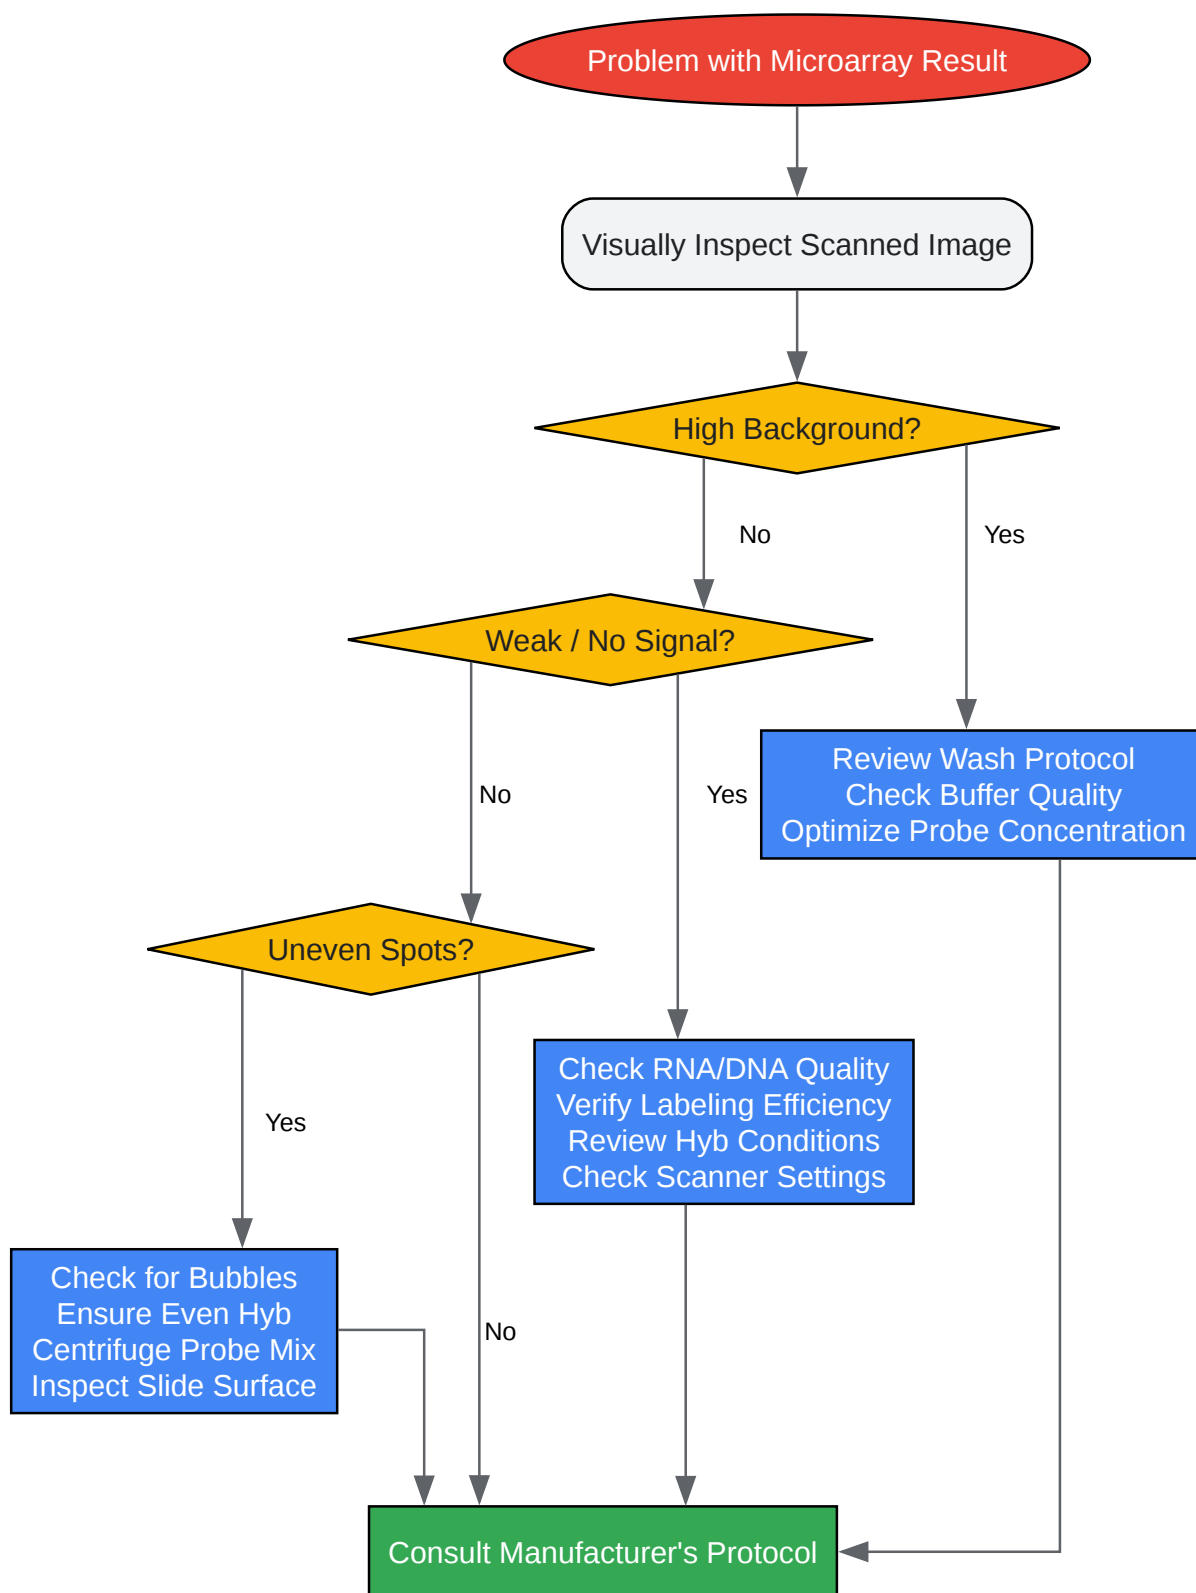 Problem with Microarray Result
Visually Inspect Scanned Image
High Background?
No
Yes
Weak / No Signal?
Review Wash Protocol
Check Buffer Quality
Optimize Probe Concentration
No
Yes
Uneven Spots?
Check RNA/DNA Quality
Verify Labeling Efficiency
Review Hyb Conditions
Check Scanner Settings
Yes
Check for Bubbles
Ensure Even Hyb
Centrifuge Probe Mix
Inspect Slide Surface
No
Consult Manufacturer's Protocol